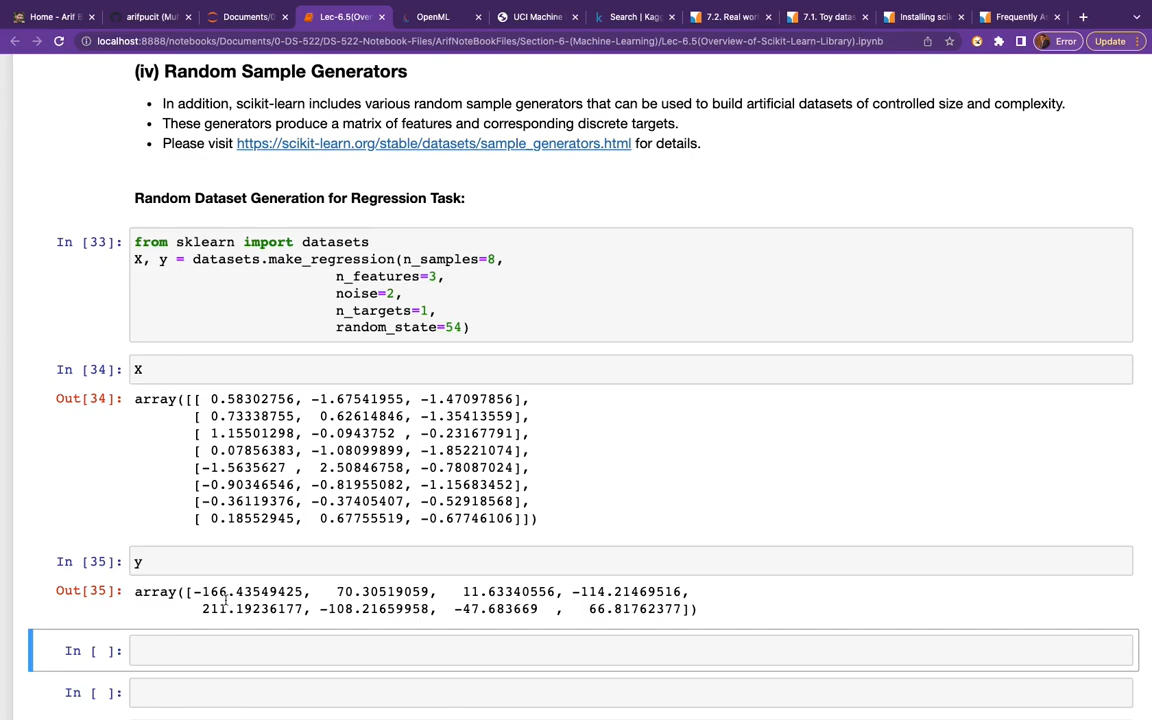 Home - Arif B
arifpucit (Mu
Documents/0
Lec-6.5(Over
OpenML
UCI Machine
Search | Kag
7.2. Real wor
7.1. Toy datas
Installing scik
Frequently As
localhost:8888/notebooks/Documents/0-DS-522/DS-522-Notebook-Files/ArifNoteBookFiles/Section-6-(Machine-Learning)/Lec-6.5(Overview-of-Scikit-Learn-Library).ipynb
Error
Update
(iv) Random Sample Generators
• In addition, scikit-learn includes various random sample generators that can be used to build artificial datasets of controlled size and complexity.
• These generators produce a matrix of features and corresponding discrete targets.
• Please visit https://scikit-learn.org/stable/datasets/sample_generators.html for details.
Random Dataset Generation for Regression Task:
In [33]: from sklearn import datasets
X, y = datasets.make_regression(n_samples=8,
n_features=3,
noise=2,
n_targets=1,
random_state=54)
In [34]: X
Out[34]: array([[ 0.58302756, -1.67541955, -1.47097856],
[ 0.73338755, 0.62614846, -1.35413559],
[ 1.15501298, -0.0943752 , -0.23167791],
[ 0.07856383, -1.08099899, -1.85221074],
[-1.5635627 , 2.50846758, -0.78087024],
[-0.90346546, -0.81955082, -1.15683452],
[-0.36119376, -0.37405407, -0.52918568],
[ 0.18552945, 0.67755519, -0.67746106]])
In [35]: y
Out[35]: array([-166.43549425, 70.30519059, 11.63340556, -114.21469516,
211.19236177, -108.21659958, -47.683669 , 66.81762377])
In [ ]:
In [ ]: